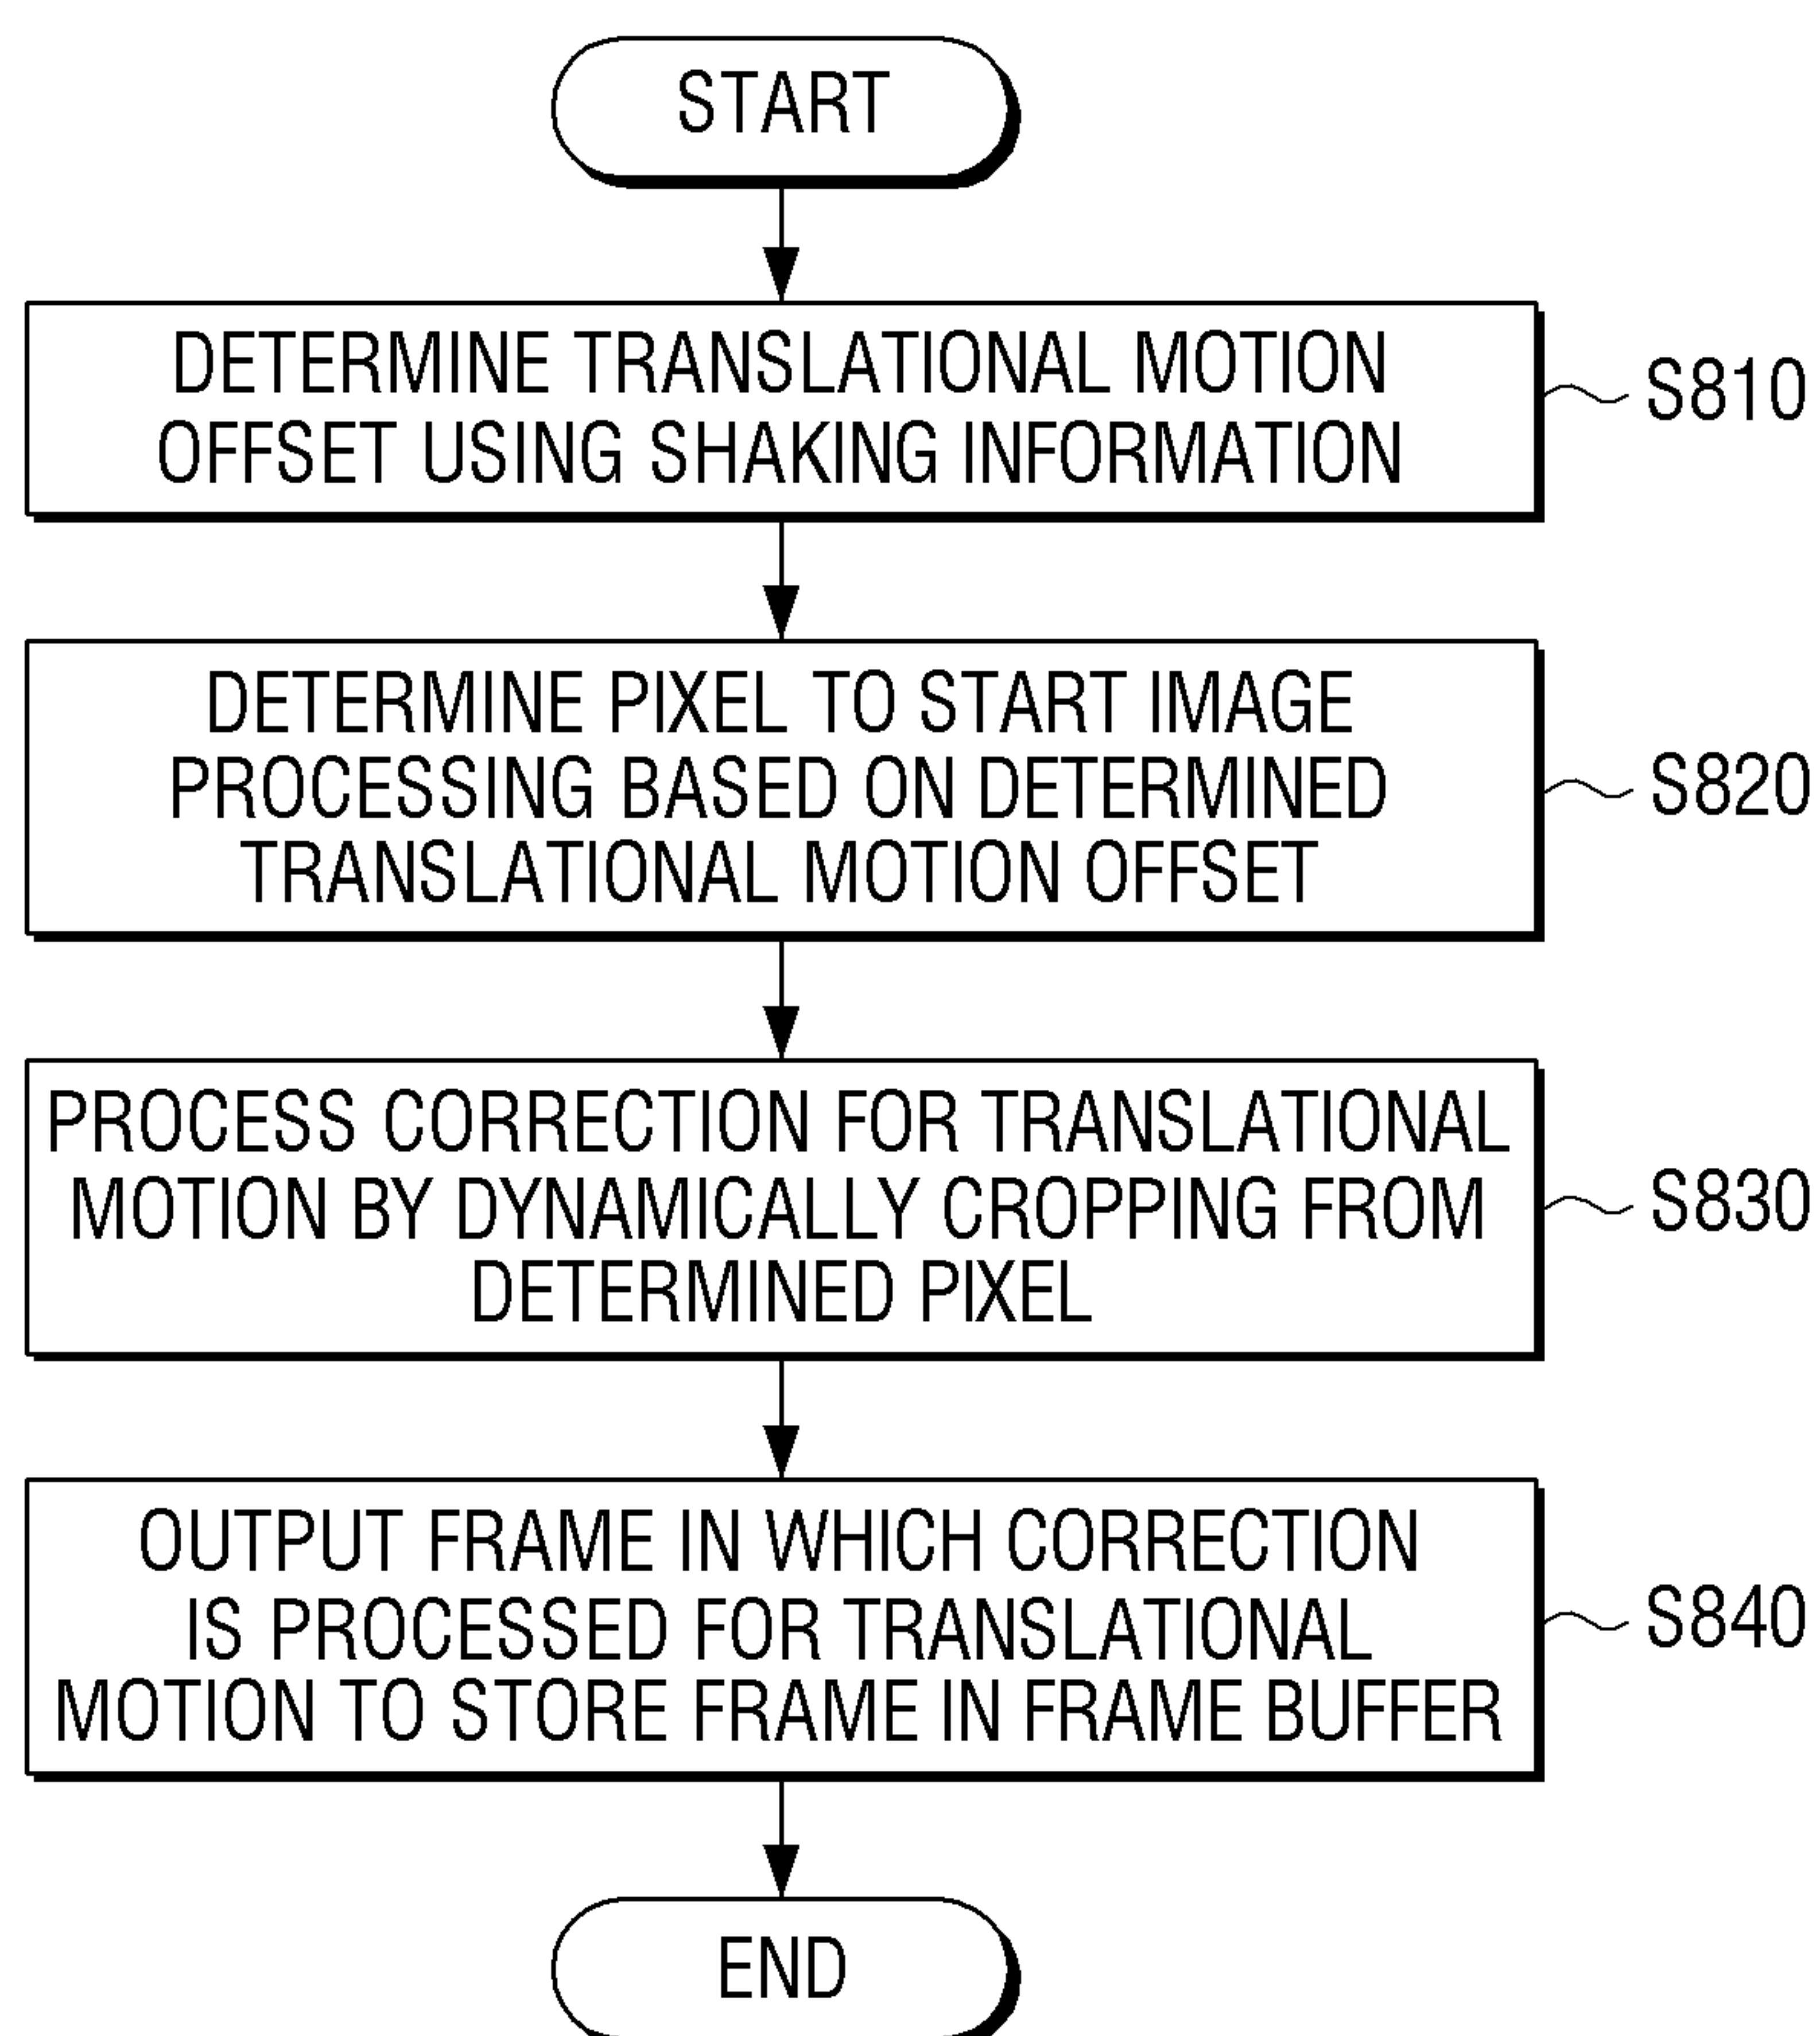 START
DETERMINE TRANSLATIONAL MOTION
OFFSET USING SHAKING INFORMATION
S810
DETERMINE PIXEL TO START IMAGE
PROCESSING BASED ON DETERMINED
TRANSLATIONAL MOTION OFFSET
S820
PROCESS CORRECTION FOR TRANSLATIONAL
MOTION BY DYNAMICALLY CROPPING FROM
DETERMINED PIXEL
S830
OUTPUT FRAME IN WHICH CORRECTION
IS PROCESSED FOR TRANSLATIONAL
MOTION TO STORE FRAME IN FRAME BUFFER
S840
END